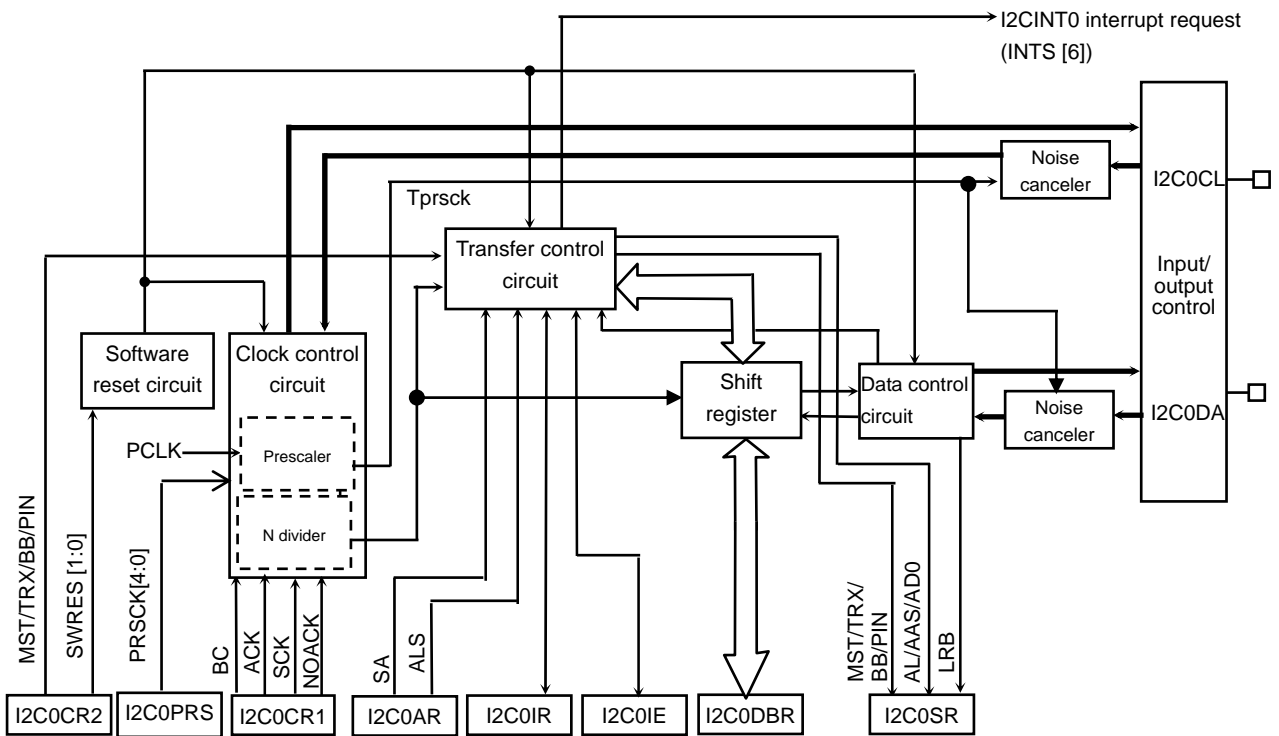 I2CINT0 interrupt request
(INTS [6])
Noise
canceler
I2C0CL
Tprsck
Transfer control
circuit
Input/
output
control
Software
reset circuit
Clock control
circuit
Shift
register
Data control
circuit
Noise
canceler
I2C0DA
PCLK
Prescaler
N divider
MST/TRX/BB/PIN
SWRES [1:0]
PRSCK[4:0]
BC
ACK
SCK
NOACK
SA
ALS
MST/TRX/
BB/PIN
AL/AAS/AD0
LRB
I2C0CR2
I2C0PRS
I2C0CR1
I2C0AR
I2C0IR
I2C0IE
I2C0DBR
I2C0SR